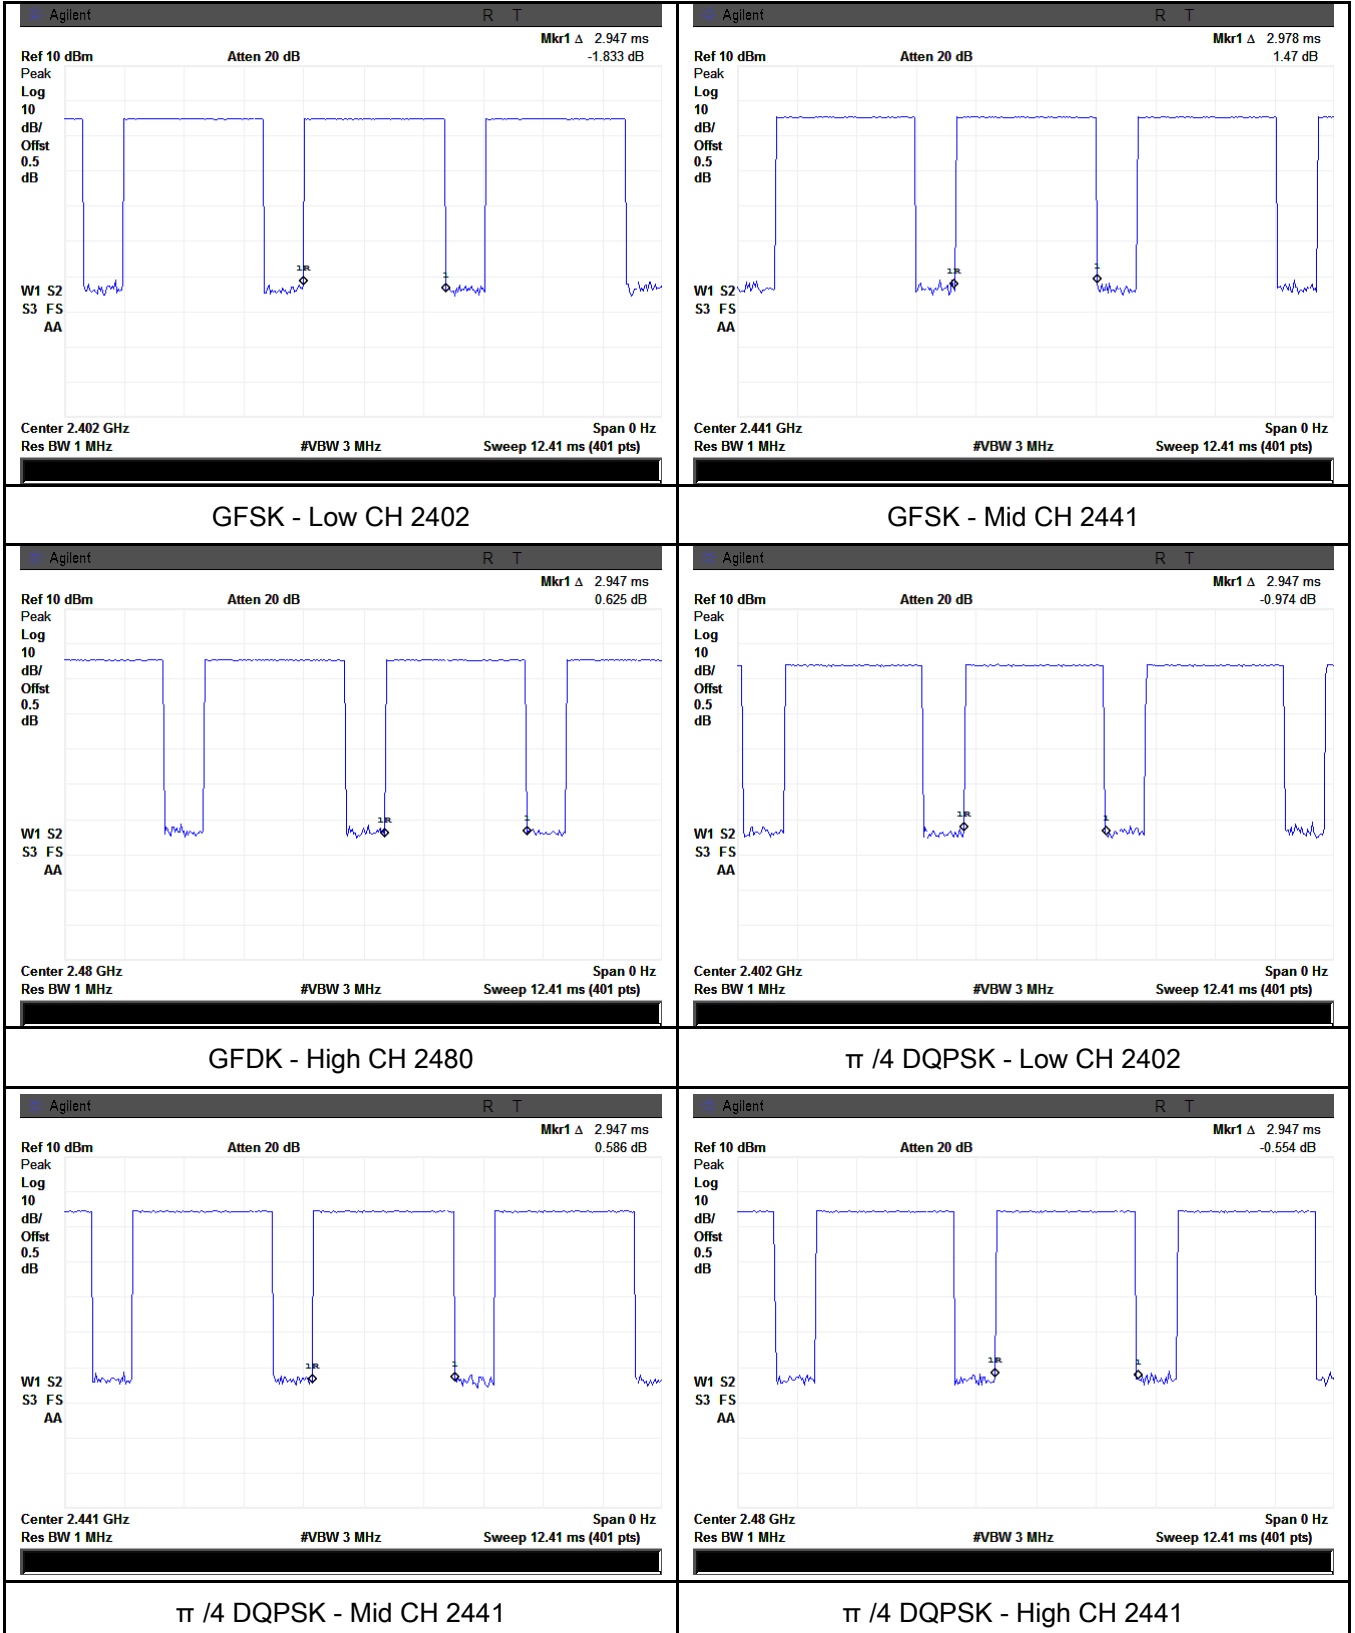 Agilent R T
Mkr1 Δ 2.947 ms
Ref 10 dBm Atten 20 dB -1.833 dB
Peak
Log
10
dB/
Offst
0.5
dB
1R
1
W1 S2
S3 FS
AA
Center 2.402 GHz Span 0 Hz
Res BW 1 MHz #VBW 3 MHz Sweep 12.41 ms (401 pts)
GFSK - Low CH 2402
Agilent R T
Mkr1 Δ 2.978 ms
Ref 10 dBm Atten 20 dB 1.47 dB
Peak
Log
10
dB/
Offst
0.5
dB
1R
1
W1 S2
S3 FS
AA
Center 2.441 GHz Span 0 Hz
Res BW 1 MHz #VBW 3 MHz Sweep 12.41 ms (401 pts)
GFSK - Mid CH 2441
Agilent R T
Mkr1 Δ 2.947 ms
Ref 10 dBm Atten 20 dB 0.625 dB
Peak
Log
10
dB/
Offst
0.5
dB
1R
1
W1 S2
S3 FS
AA
Center 2.48 GHz Span 0 Hz
Res BW 1 MHz #VBW 3 MHz Sweep 12.41 ms (401 pts)
GFDK - High CH 2480
Agilent R T
Mkr1 Δ 2.947 ms
Ref 10 dBm Atten 20 dB -0.974 dB
Peak
Log
10
dB/
Offst
0.5
dB
1R
1
W1 S2
S3 FS
AA
Center 2.402 GHz Span 0 Hz
Res BW 1 MHz #VBW 3 MHz Sweep 12.41 ms (401 pts)
π /4 DQPSK - Low CH 2402
Agilent R T
Mkr1 Δ 2.947 ms
Ref 10 dBm Atten 20 dB 0.586 dB
Peak
Log
10
dB/
Offst
0.5
dB
1R
1
W1 S2
S3 FS
AA
Center 2.441 GHz Span 0 Hz
Res BW 1 MHz #VBW 3 MHz Sweep 12.41 ms (401 pts)
π /4 DQPSK - Mid CH 2441
Agilent R T
Mkr1 Δ 2.947 ms
Ref 10 dBm Atten 20 dB -0.554 dB
Peak
Log
10
dB/
Offst
0.5
dB
1R
1
W1 S2
S3 FS
AA
Center 2.48 GHz Span 0 Hz
Res BW 1 MHz #VBW 3 MHz Sweep 12.41 ms (401 pts)
π /4 DQPSK - High CH 2441